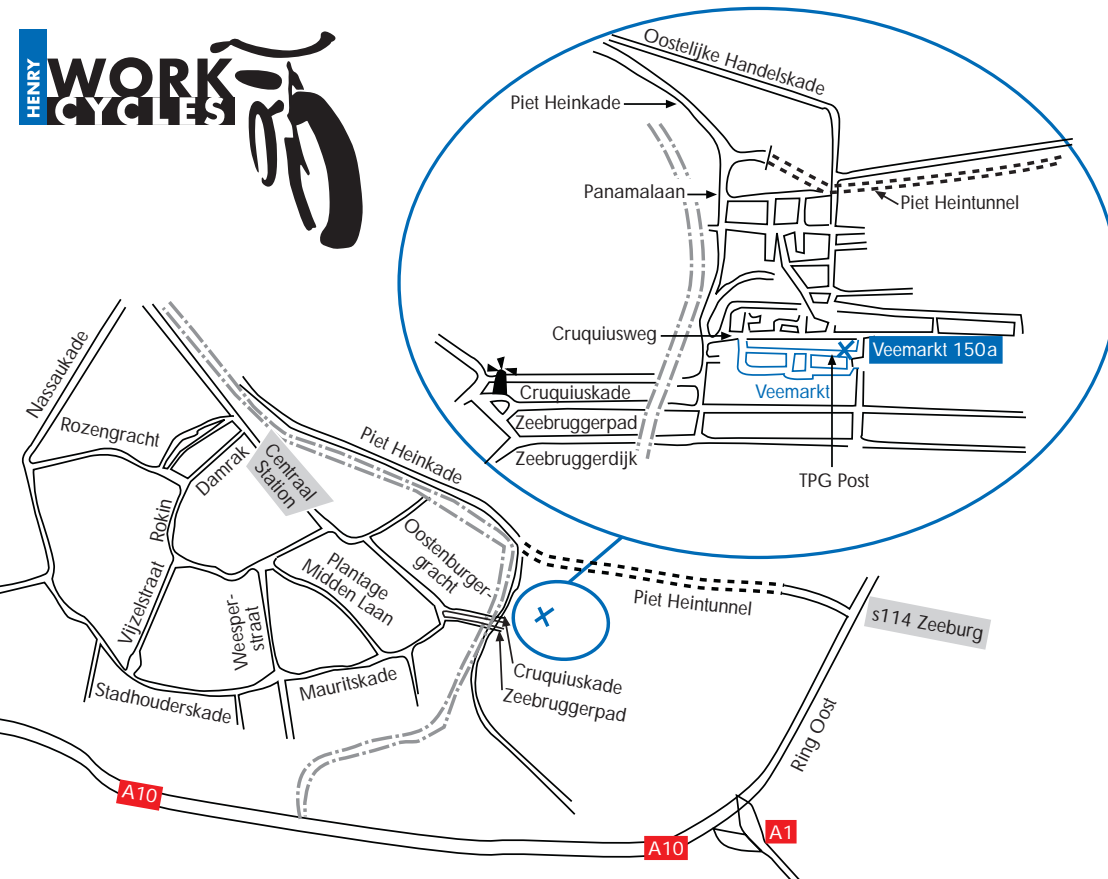 HENRY
WORK
CYCLES
Oostelijke Handelskade
Piet Heinkade
Panamalaan
Piet Heintunnel
Cruquiusweg
Veemarkt 150a
Veemarkt
Cruquiuskade
Zeebruggerpad
Zeebruggerdijk
TPG Post
Nassaukade
Rozengracht
Damrak
Centraal
Station
Piet Heinkade
Rokin
Oostenburger-
gracht
Plantage
Midden Laan
Vijzelstraat
Weesper-
straat
Piet Heintunnel
s114 Zeeburg
Stadhouderskade
Mauritskade
Cruquiuskade
Zeebruggerpad
Ring Oost
A10
A10
A1